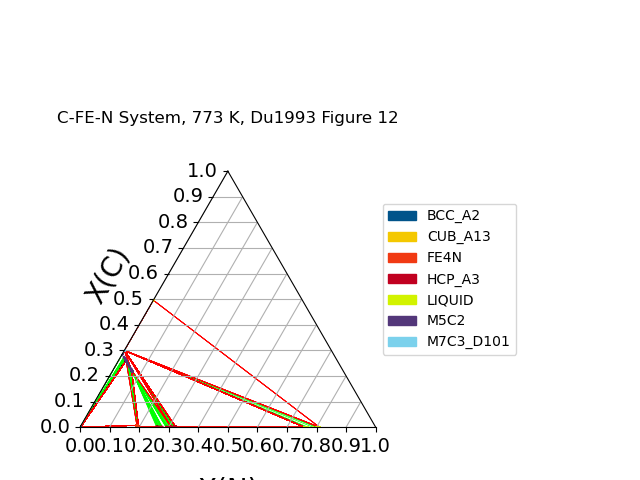 C-FE-N System, 773 K, Du1993 Figure 12
1.0
0.9
0.8
0.7
0.6
0.5
0.4
0.3
0.2
0.1
0.0
X(C)
0.00.10.20.30.40.50.60.70.80.91.0
X(N)
BCC_A2
CUB_A13
FE4N
HCP_A3
LIQUID
M5C2
M7C3_D101